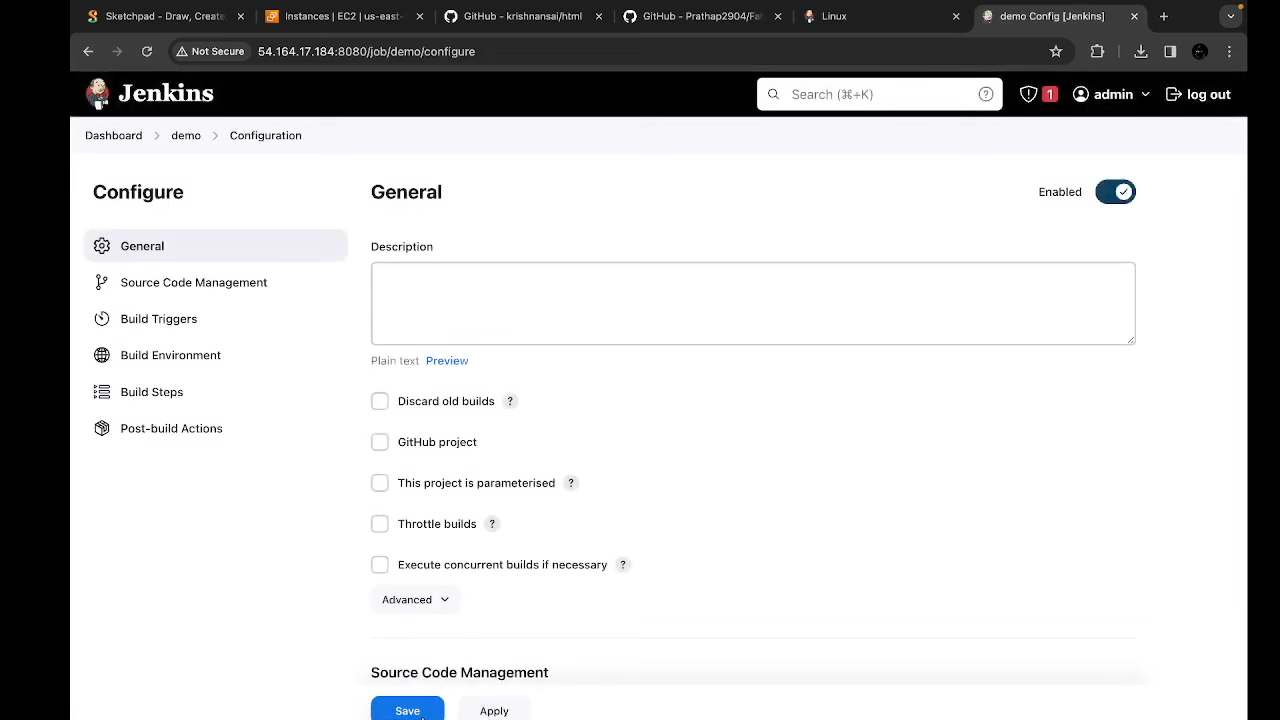 Sketchpad - Draw, Create,
Instances | EC2 | us-east-
GitHub - krishnansai/html
GitHub - Prathap2904/Fab
Linux
demo Config [Jenkins]
Not Secure
54.164.17.184:8080/job/demo/configure
Jenkins
Search (⌘+K)
?
1
admin
log out
Dashboard
demo
Configuration
Configure
General
Source Code Management
Build Triggers
Build Environment
Build Steps
Post-build Actions
General
Enabled
Description
Plain text Preview
Discard old builds ?
GitHub project
This project is parameterised ?
Throttle builds ?
Execute concurrent builds if necessary ?
Advanced
Source Code Management
Save
Apply